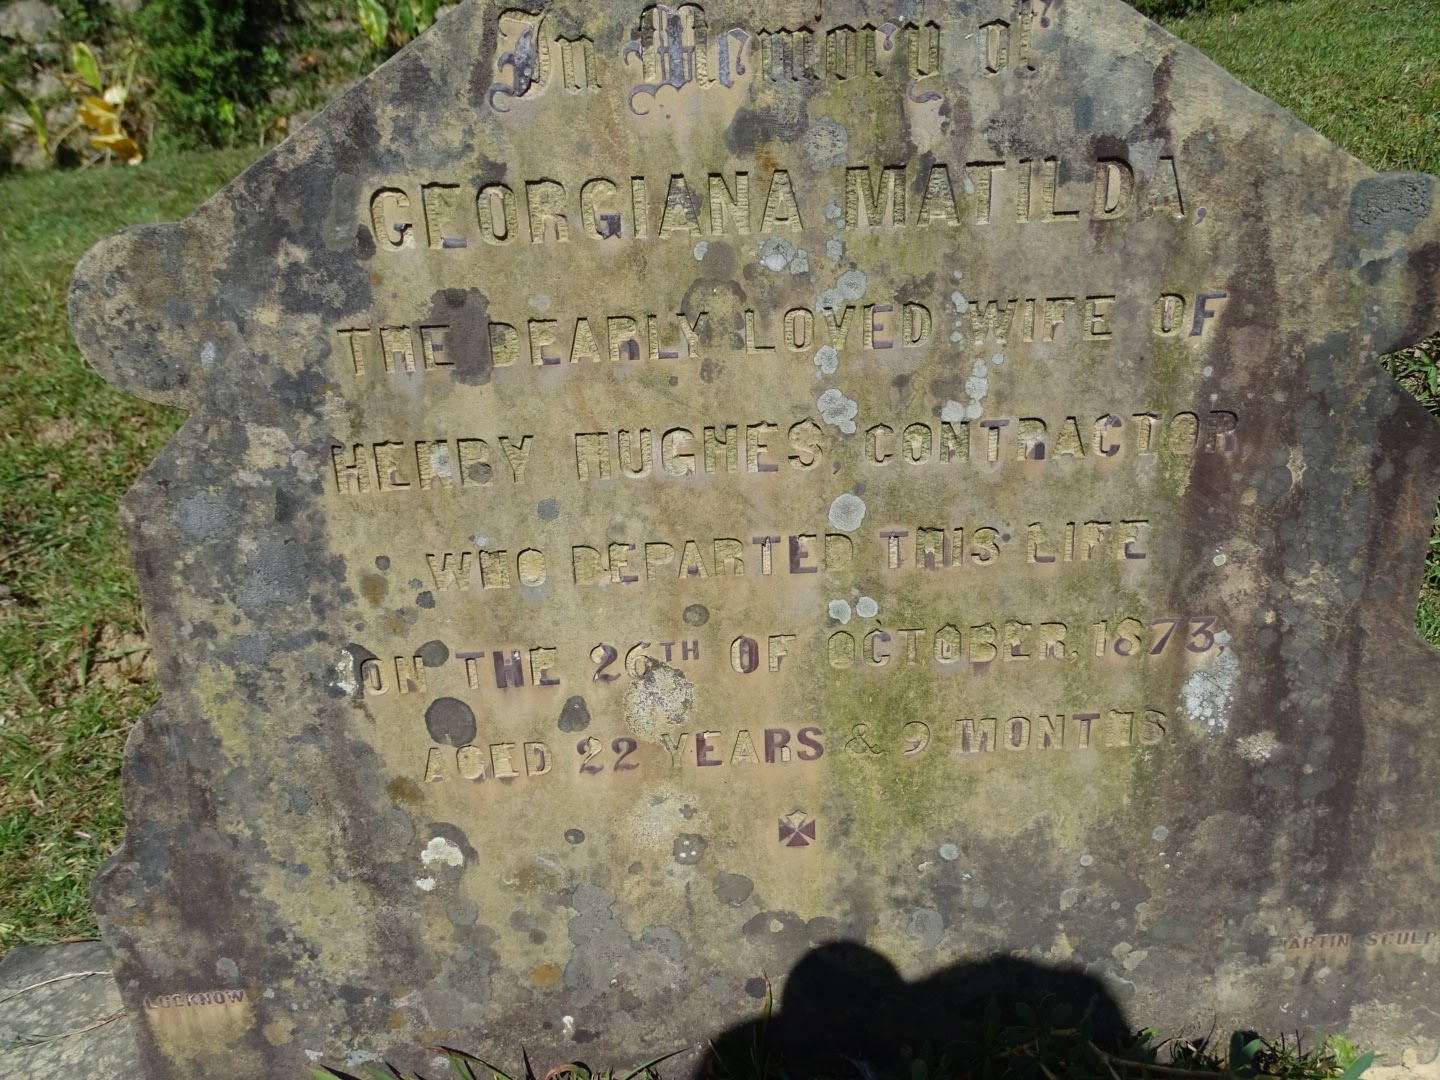 In Memory of
GEORGIANA MATILDA,
THE DEARLY LOVED WIFE OF
HENRY HUGHES, CONTRACTOR,
WHO DEPARTED THIS LIFE
ON THE 26TH OF OCTOBER, 1873,
AGED 22 YEARS & 9 MONTHS.
LUCKNOW
MARTIN SCULP